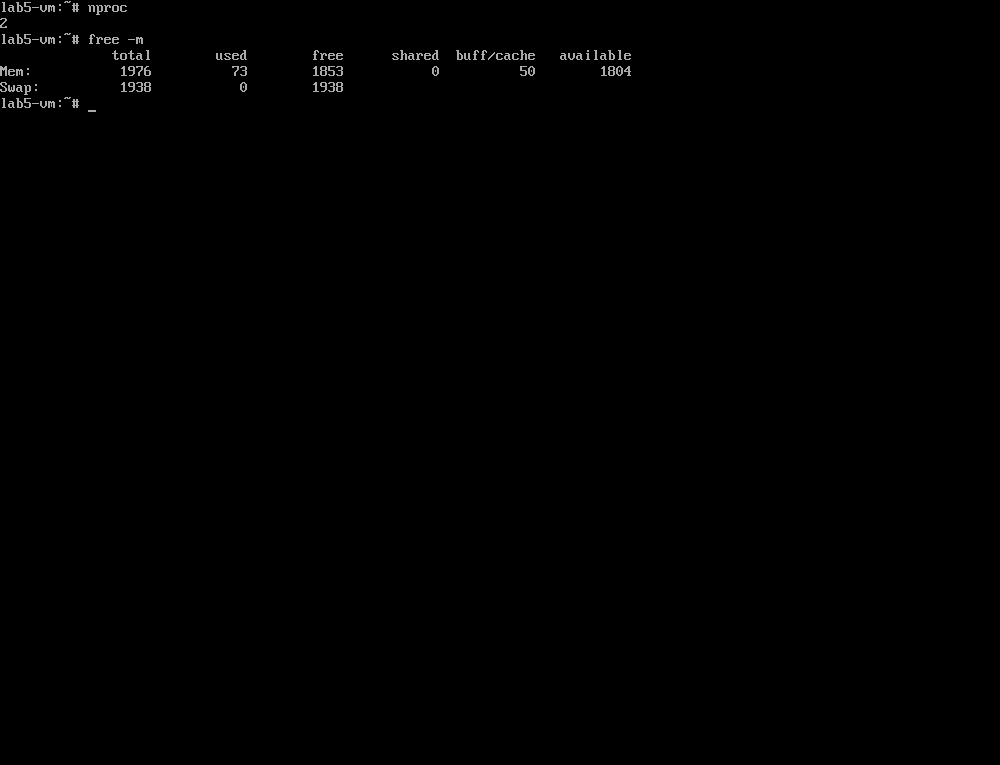 lab5-vm:~# nproc
2
lab5-vm:~# free -m
              total        used        free      shared  buff/cache   available
Mem:           1976          73        1853           0          50        1804
Swap:          1938           0        1938
lab5-vm:~# _